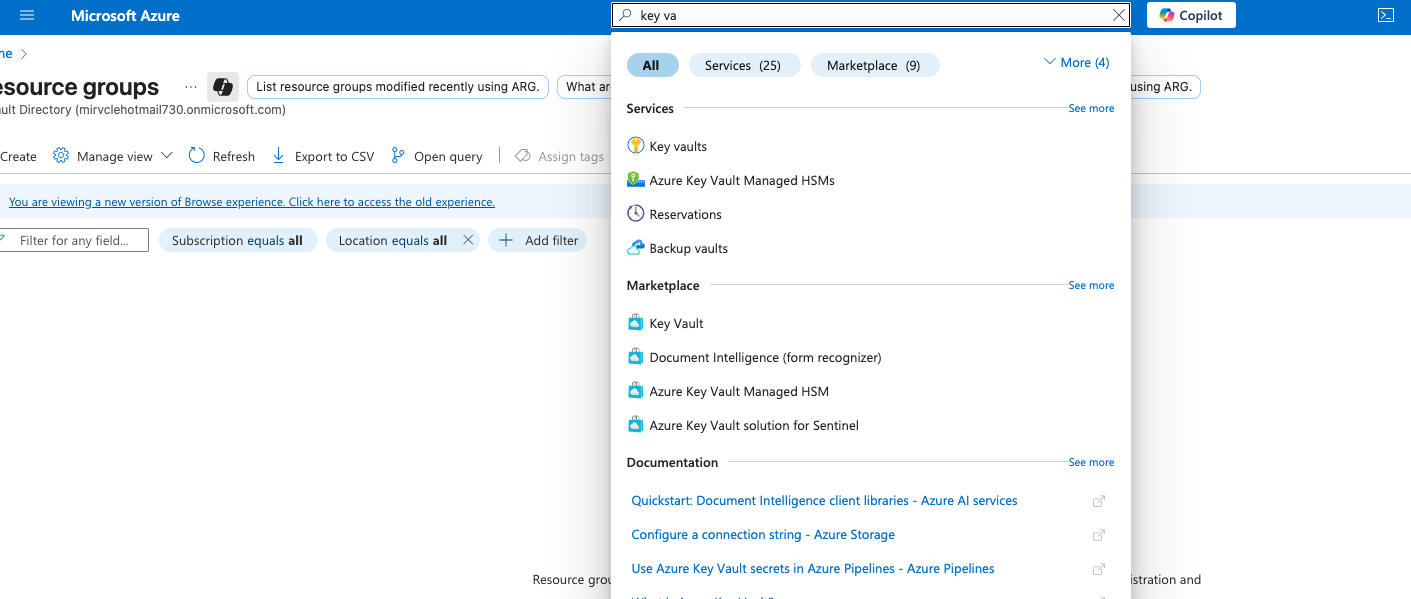 Microsoft Azure
key va
Copilot
All
Services (25)
Marketplace (9)
More (4)
esource groups
...
List resource groups modified recently using ARG.
What ar
using ARG.
ault Directory (mirvclehotmail730.onmicrosoft.com)
Services
See more
Create
Manage view
Refresh
Export to CSV
Open query
Assign tags
Key vaults
Azure Key Vault Managed HSMs
You are viewing a new version of Browse experience. Click here to access the old experience.
Reservations
Filter for any field...
Subscription equals all
Location equals all
Add filter
Backup vaults
Marketplace
See more
Key Vault
Document Intelligence (form recognizer)
Azure Key Vault Managed HSM
Azure Key Vault solution for Sentinel
Documentation
See more
Quickstart: Document Intelligence client libraries - Azure AI services
Configure a connection string - Azure Storage
Use Azure Key Vault secrets in Azure Pipelines - Azure Pipelines
Resource grou
istration and